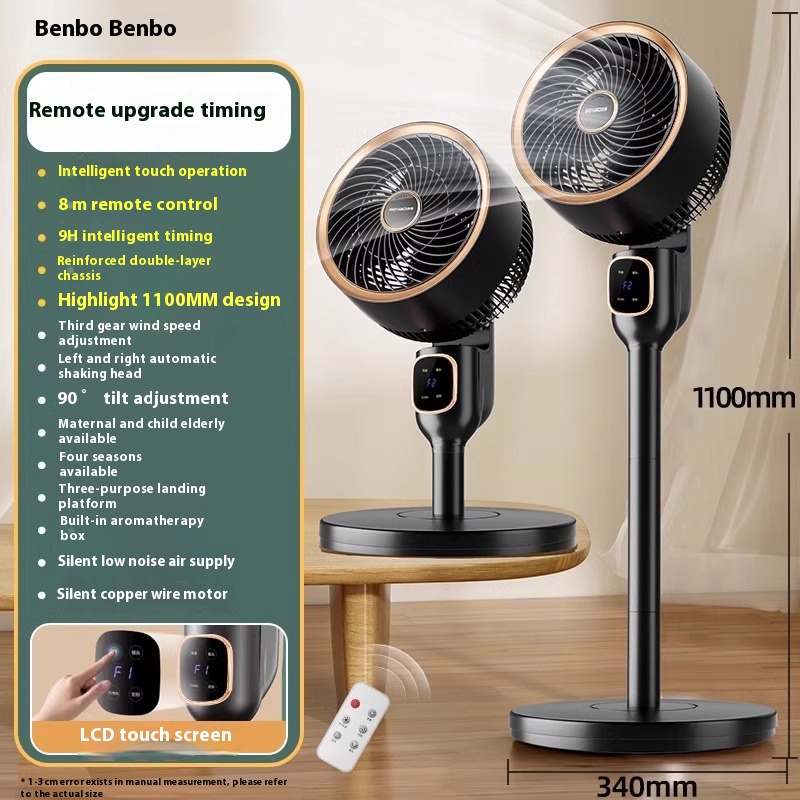 Benbo Benbo
Remote upgrade timing
Intelligent touch operation
8 m remote control
9H intelligent timing
Reinforced double-layer
chassis
Highlight 1100MM design
Third gear wind speed
adjustment
Left and right automatic
shaking head
90° tilt adjustment
Maternal and child elderly
available
Four seasons
available
Three-purpose landing
platform
Built-in aromatherapy
box
Silent low noise air supply
Silent copper wire motor
F1
F1
LCD touch screen
* 1-3cm error exists in manual measurement, please refer
to the actual size
F2
F2
1100mm
340mm